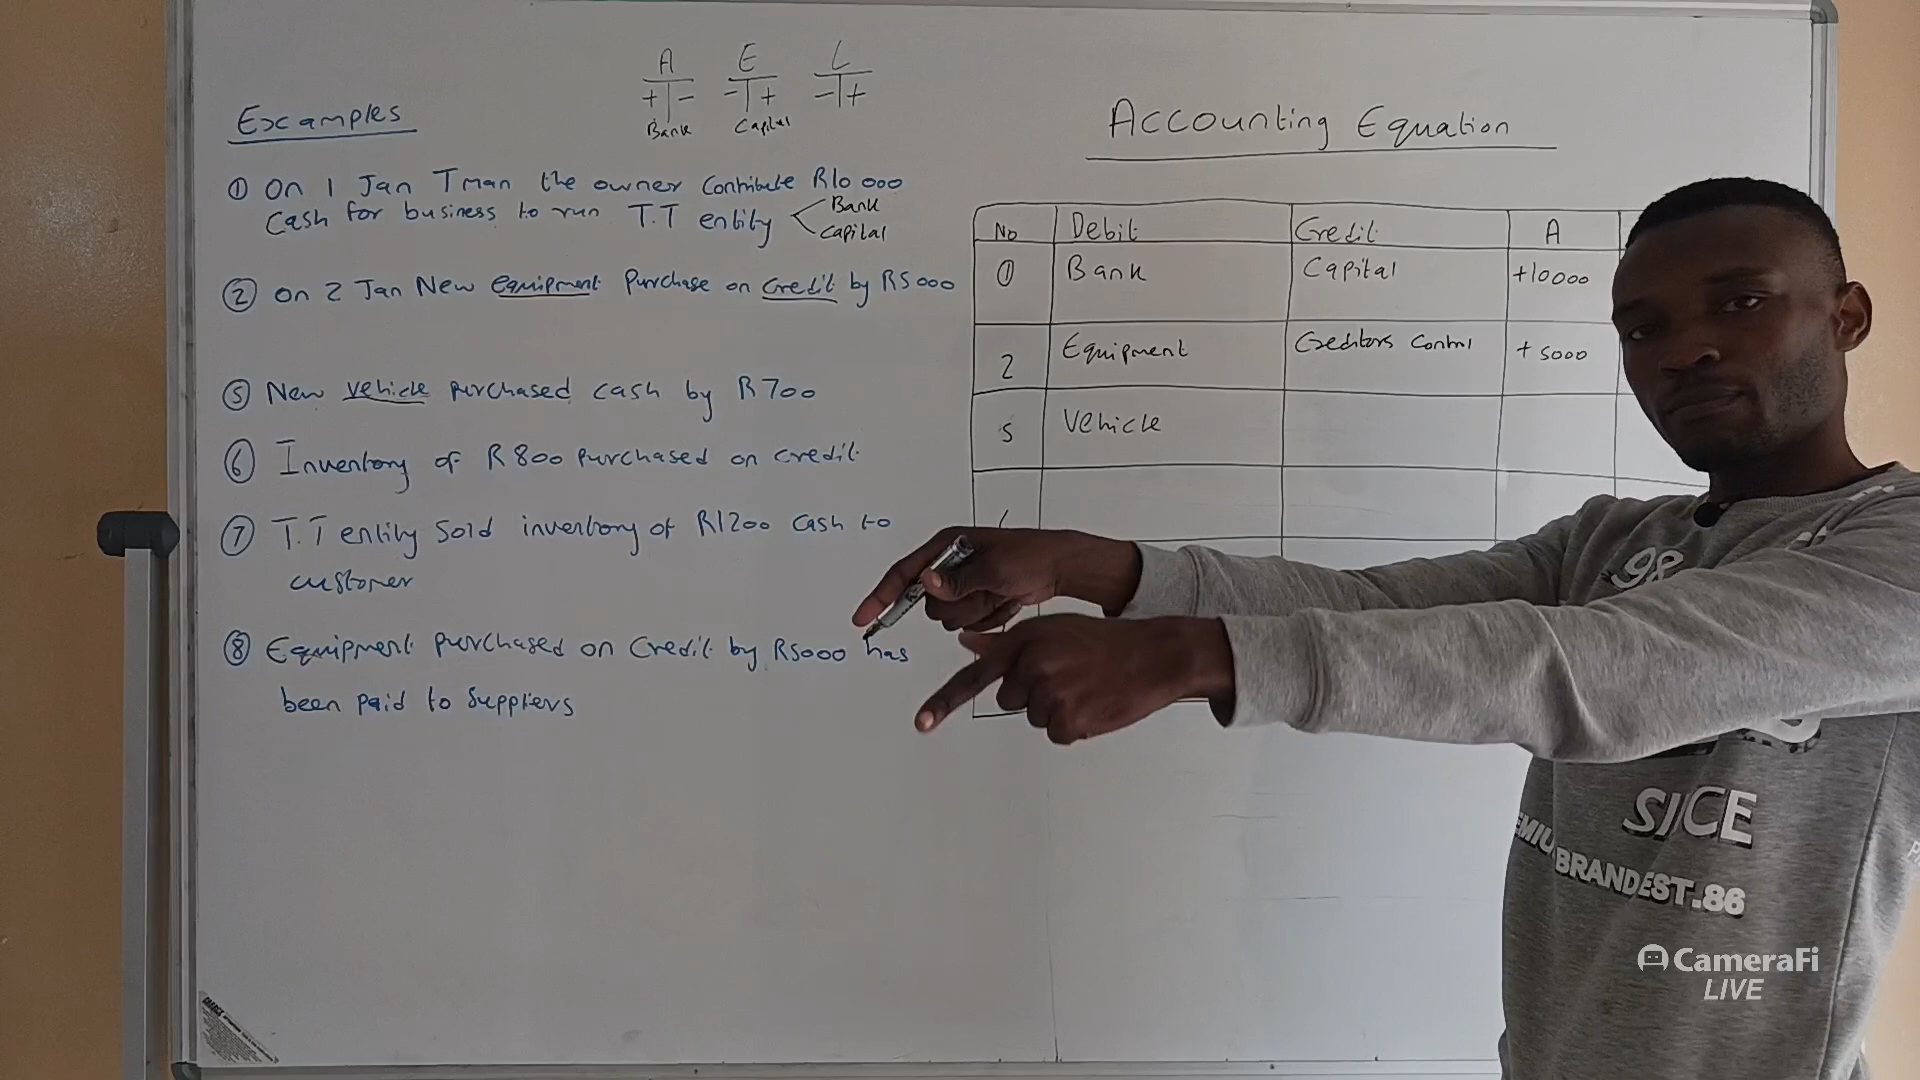 A E L
+ - - + - +
Bank Capital
Examples
Accounting Equation
① On 1 Jan Tman the owner Contribute R10 000
Cash for business to run T.T entity
Bank
Capital
② on 2 Jan New equipment Purchase on Credit by R5000
⑤ New vehicle purchased cash by R700
⑥ Inventory of R800 purchased on credit
⑦ T.T entity sold inventory of R1200 cash to
customer
⑧ Equipment purchased on Credit by R5000 has
been paid to Suppliers
No Debit Credit A
① Bank Capital +10000
2 Equipment Creditors Control +5000
5 Vehicle
98
SICE
BRANDEST.86
CameraFi
LIVE